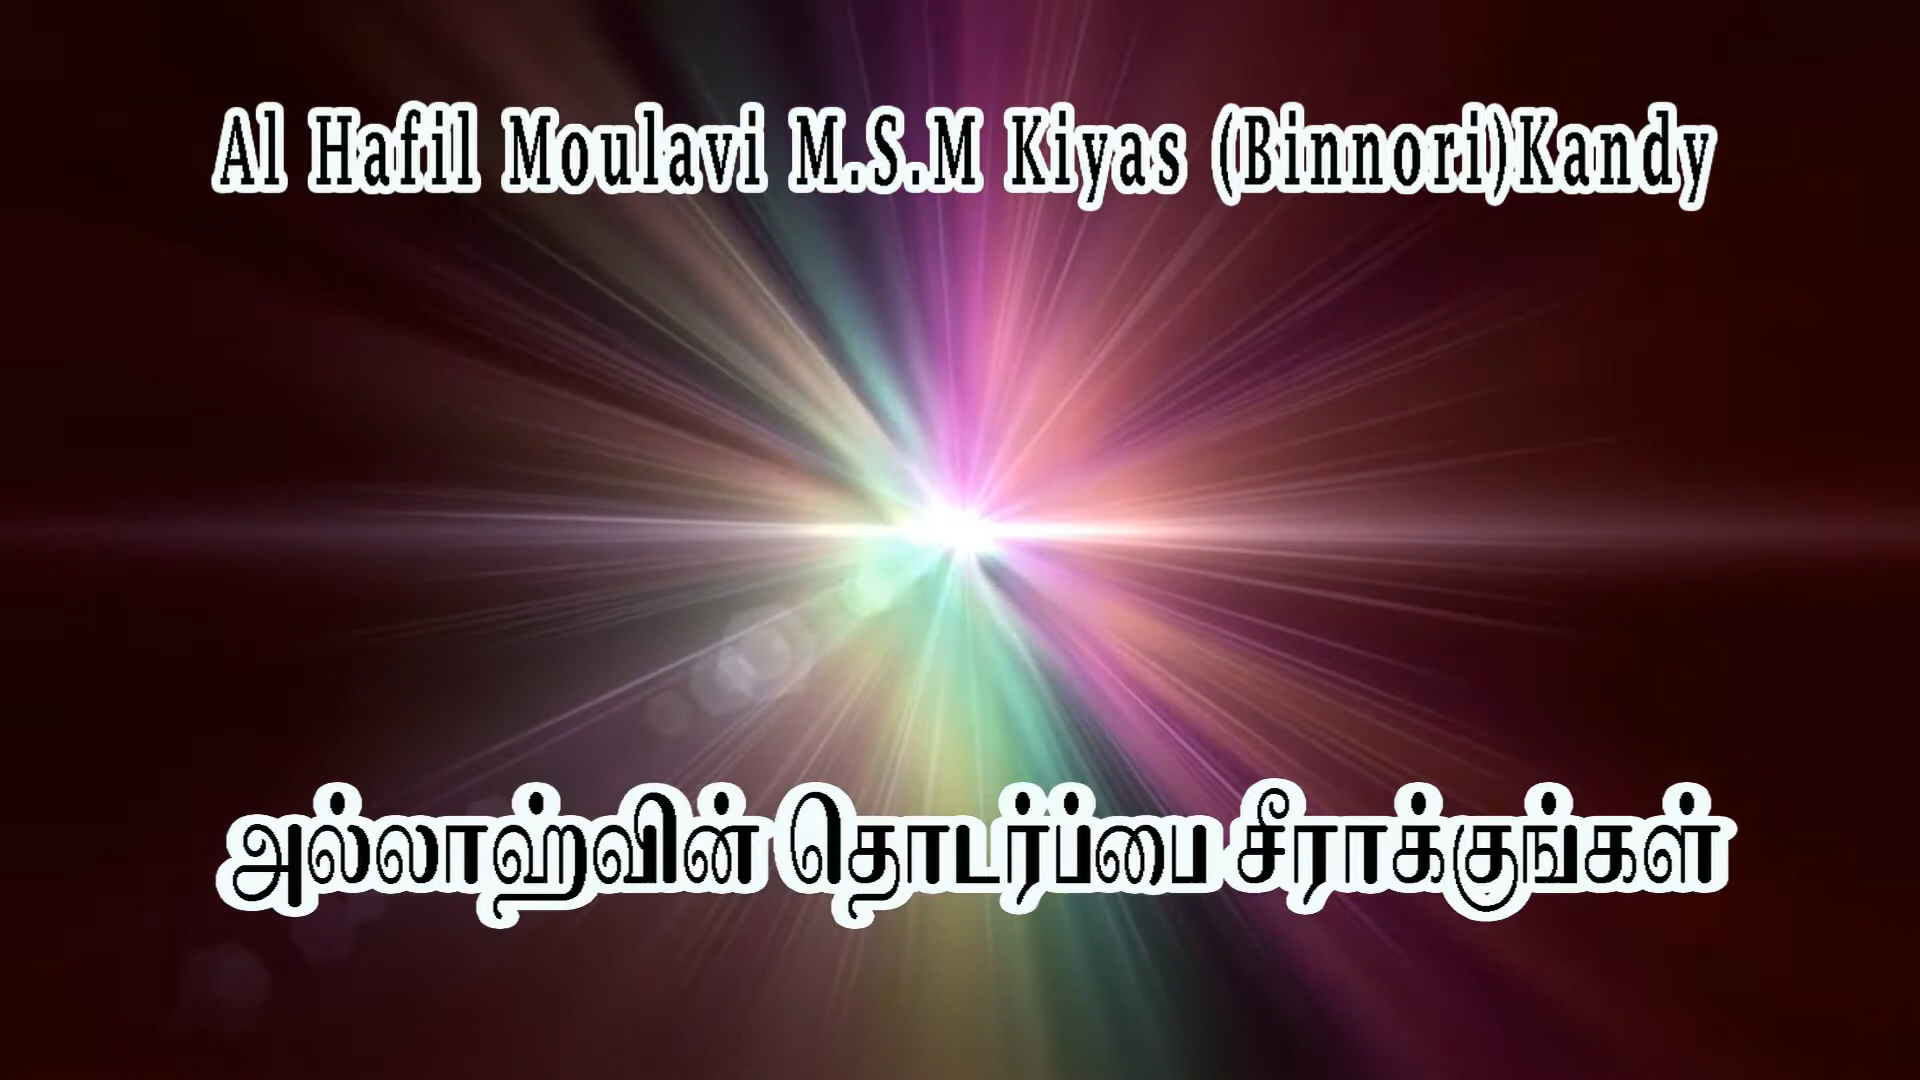 Al Hafil Moulavi M.S.M Kiyas (Binnori)Kandy
அல்லாஹ்வின் தொடர்ப்பை சீராக்குங்கள்